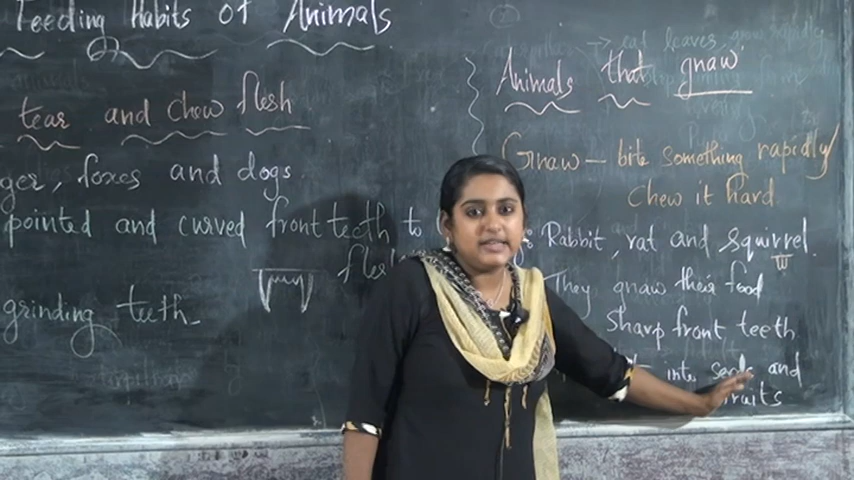 Feeding Habits of Animals
tear and chew flesh
ger, foxes and dogs.
pointed and curved front teeth to
flesh
grinding teeth.
Animals that gnaw
Gnaw – bite something rapidly/
chew it hard.
Rabbit, rat and squirrel.
They gnaw their food
Sharp front teeth
into seeds and
fruits